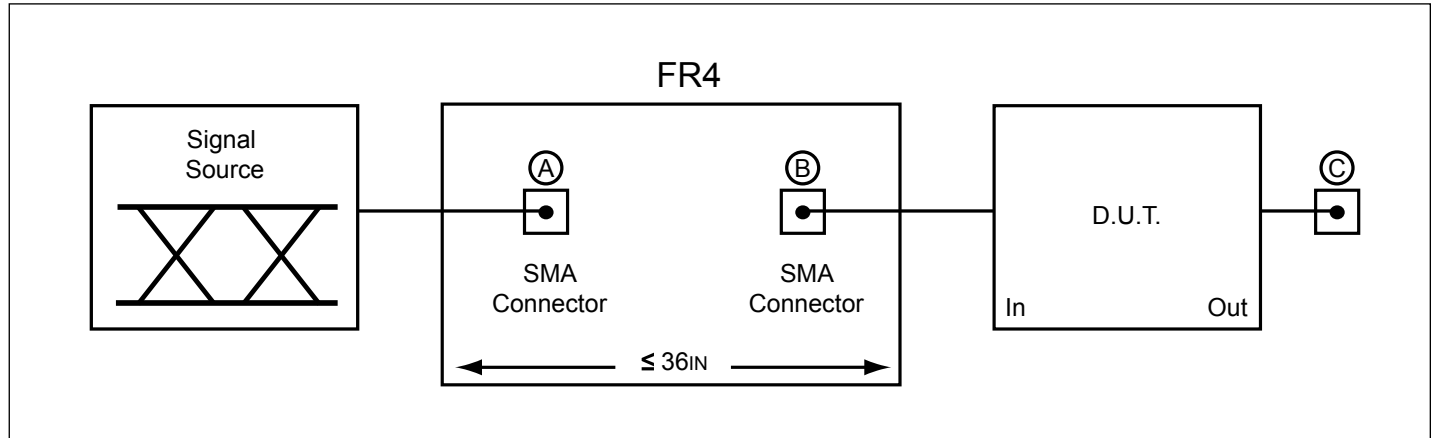 FR4
Signal
Source
A
B
C
D.U.T.
SMA
Connector
SMA
Connector
In
Out
≤ 36IN